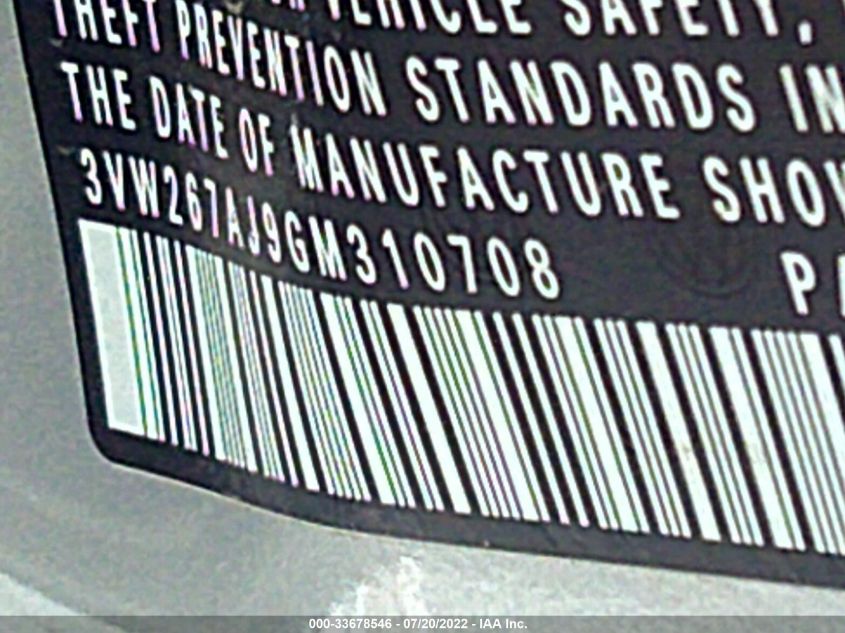 VEHICLE SAFETY,
THEFT PREVENTION STANDARDS IN
THE DATE OF MANUFACTURE SHOW
3VW267AJ9GM310708
PA
000-33678546 - 07/20/2022 - IAA Inc.